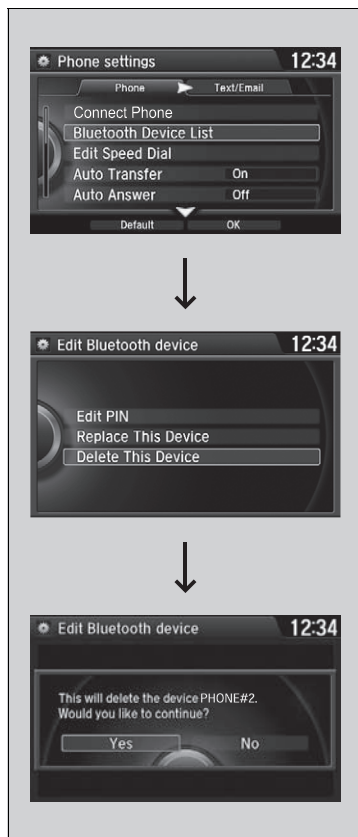 Phone settings 12:34
Phone Text/Email
Connect Phone
Bluetooth Device List
Edit Speed Dial
Auto Transfer On
Auto Answer Off
Default OK
Edit Bluetooth device 12:34
Edit PIN
Replace This Device
Delete This Device
Edit Bluetooth device 12:34
This will delete the device PHONE#2.
Would you like to continue?
Yes No